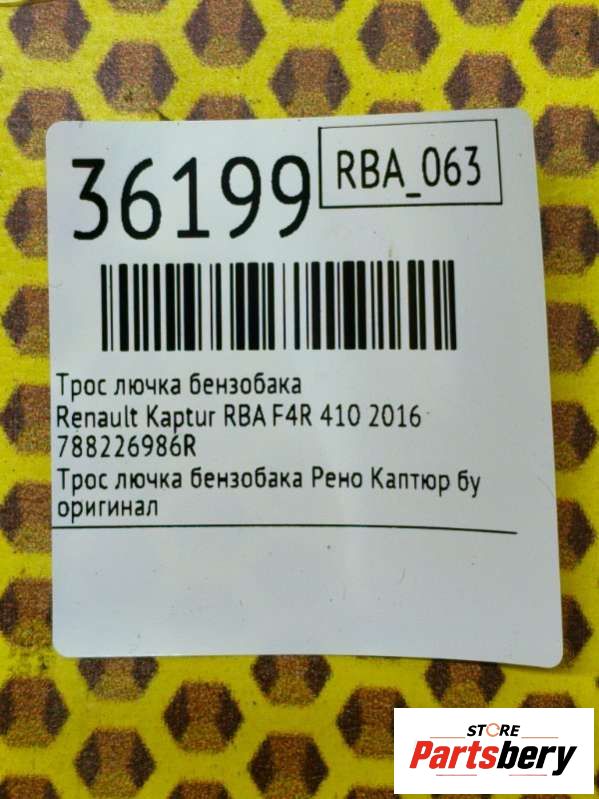 36199
RBA_063
Трос лючка бензобака
Renault Kaptur RBA F4R 410 2016
788226986R
Трос лючка бензобака Рено Каптюр бу
оригинал
STORE
Partsbery